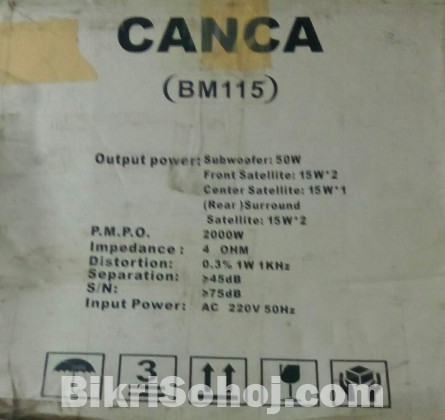 CANCA
(BM115)
Output power: Subwoofer: 50W
Front Satellite: 15W*2
Center Satellite: 15W*1
(Rear )Surround
Satellite: 15W*2
P.M.P.O. 2000W
Impedance : 4 OHM
Distortion: 0.3% 1W 1KHz
Separation: ≥45dB
S/N: ≥75dB
Input Power: AC 220V 50Hz
3
BikriSohoj.com